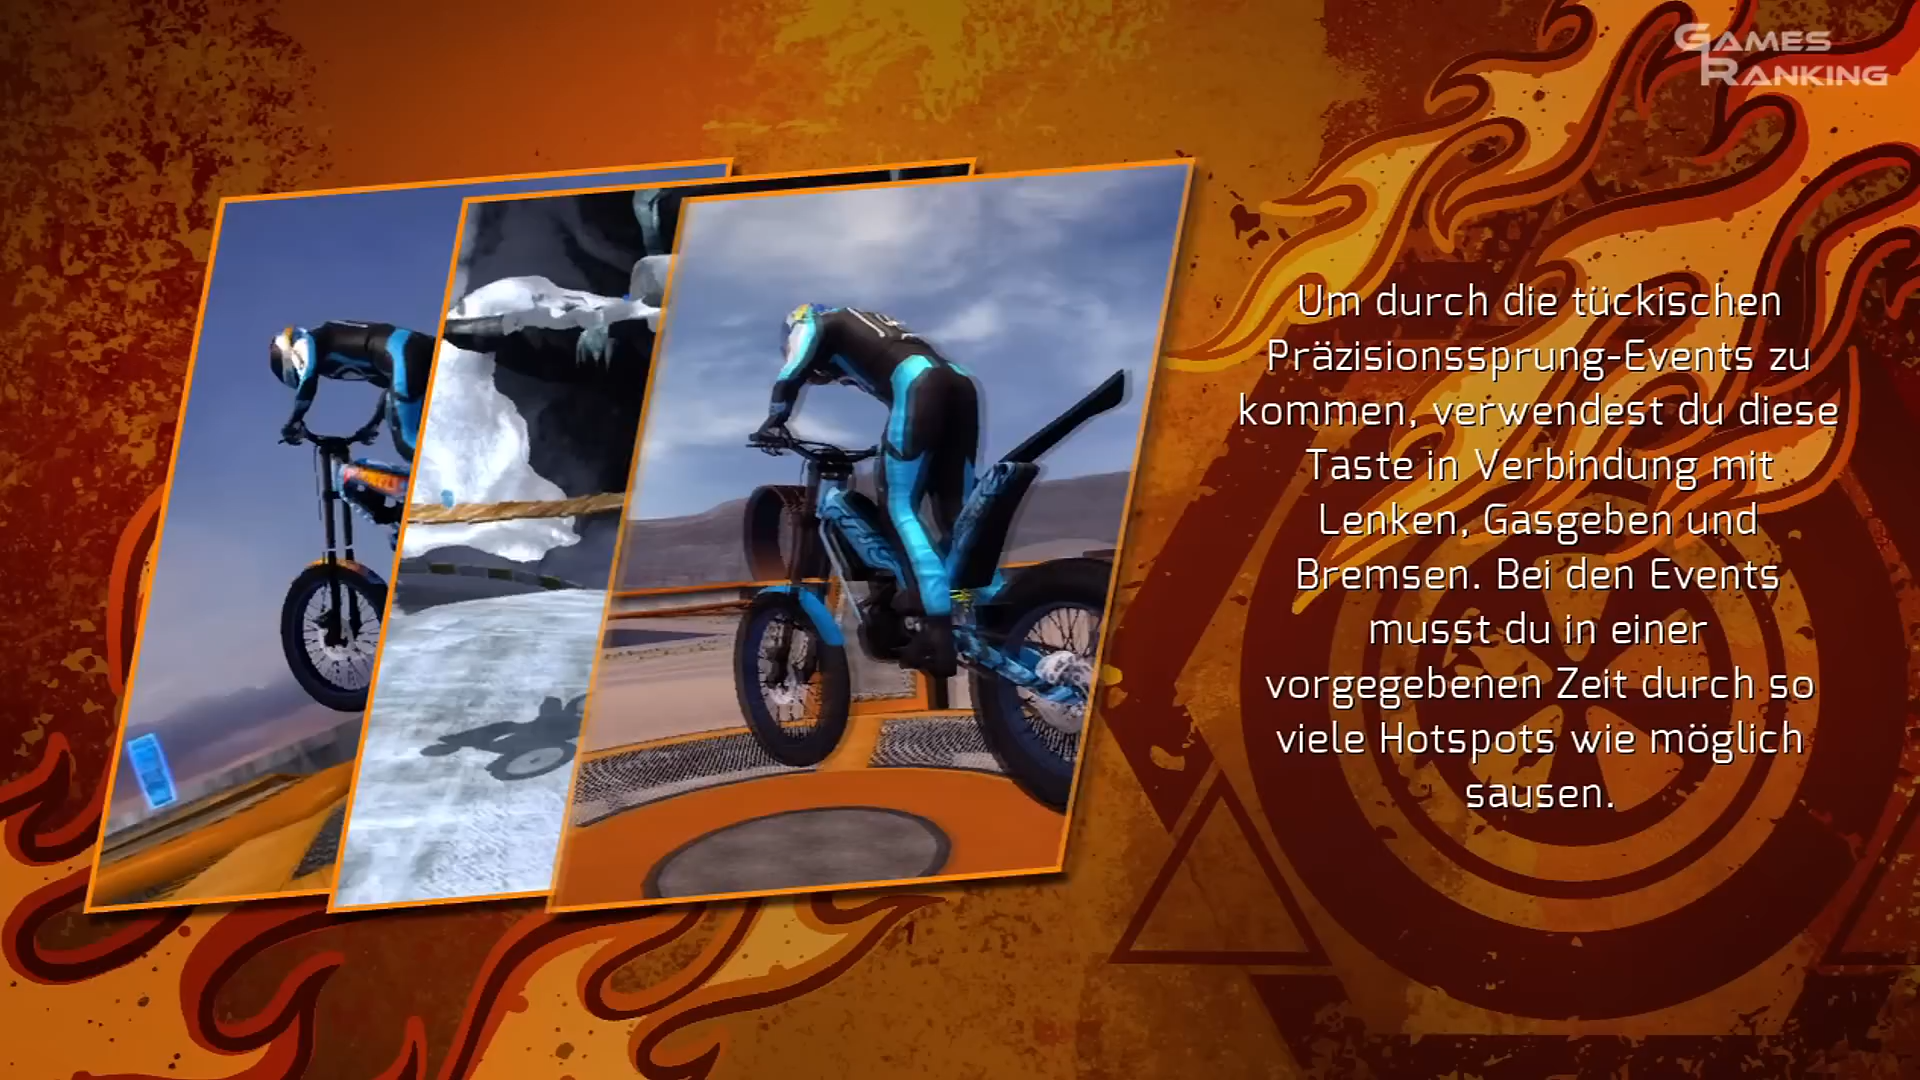 GAMES
RANKING
Um durch die tückischen
Präzisionssprung-Events zu
kommen, verwendest du diese
Taste in Verbindung mit
Lenken, Gasgeben und
Bremsen. Bei den Events
musst du in einer
vorgegebenen Zeit durch so
viele Hotspots wie möglich
sausen.